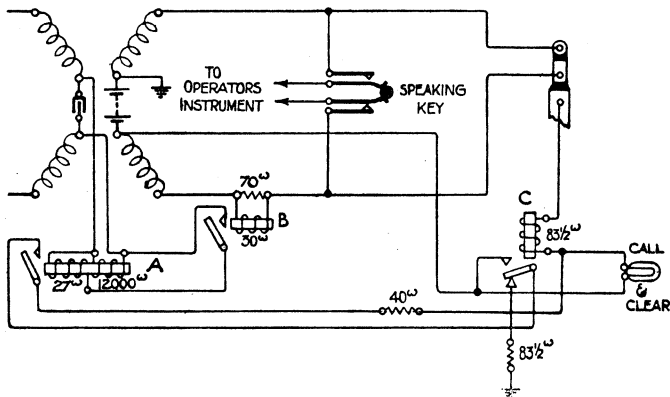 TO
OPERATORS
INSTRUMENT
SPEAKING
KEY
70ω
B
30ω
C
83½ω
A
27ω
12000ω
CALL
&
CLEAR
40ω
83½ω